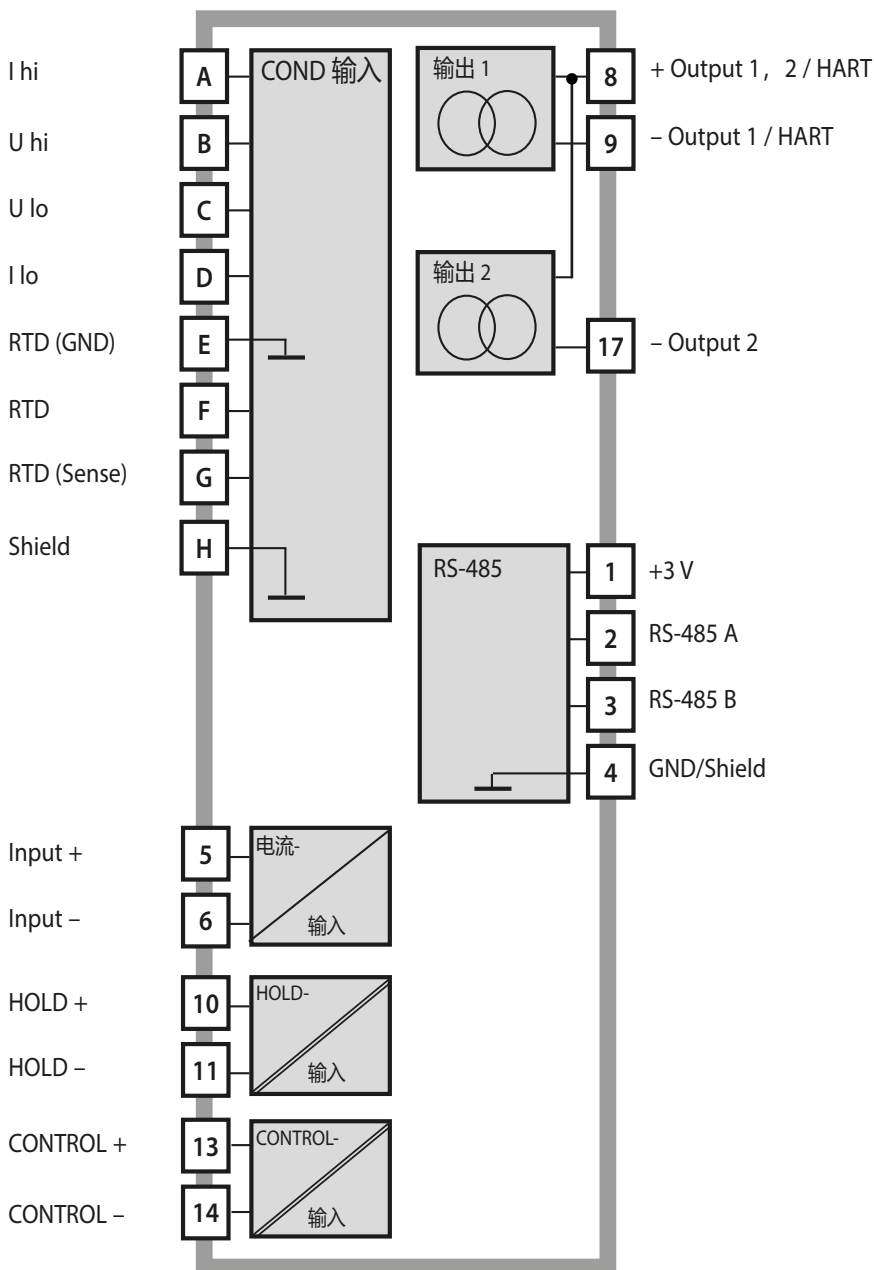 I hi
A
COND 输入
U hi
B
U lo
C
I lo
D
RTD (GND)
E
RTD
F
RTD (Sense)
G
Shield
H
输出 1
8
+ Output 1，2 / HART
9
– Output 1 / HART
输出 2
17
– Output 2
RS-485
1
+3 V
2
RS-485 A
3
RS-485 B
4
GND/Shield
Input +
5
电流-
Input –
6
输入
HOLD +
10
HOLD-
HOLD –
11
输入
CONTROL +
13
CONTROL-
CONTROL –
14
输入